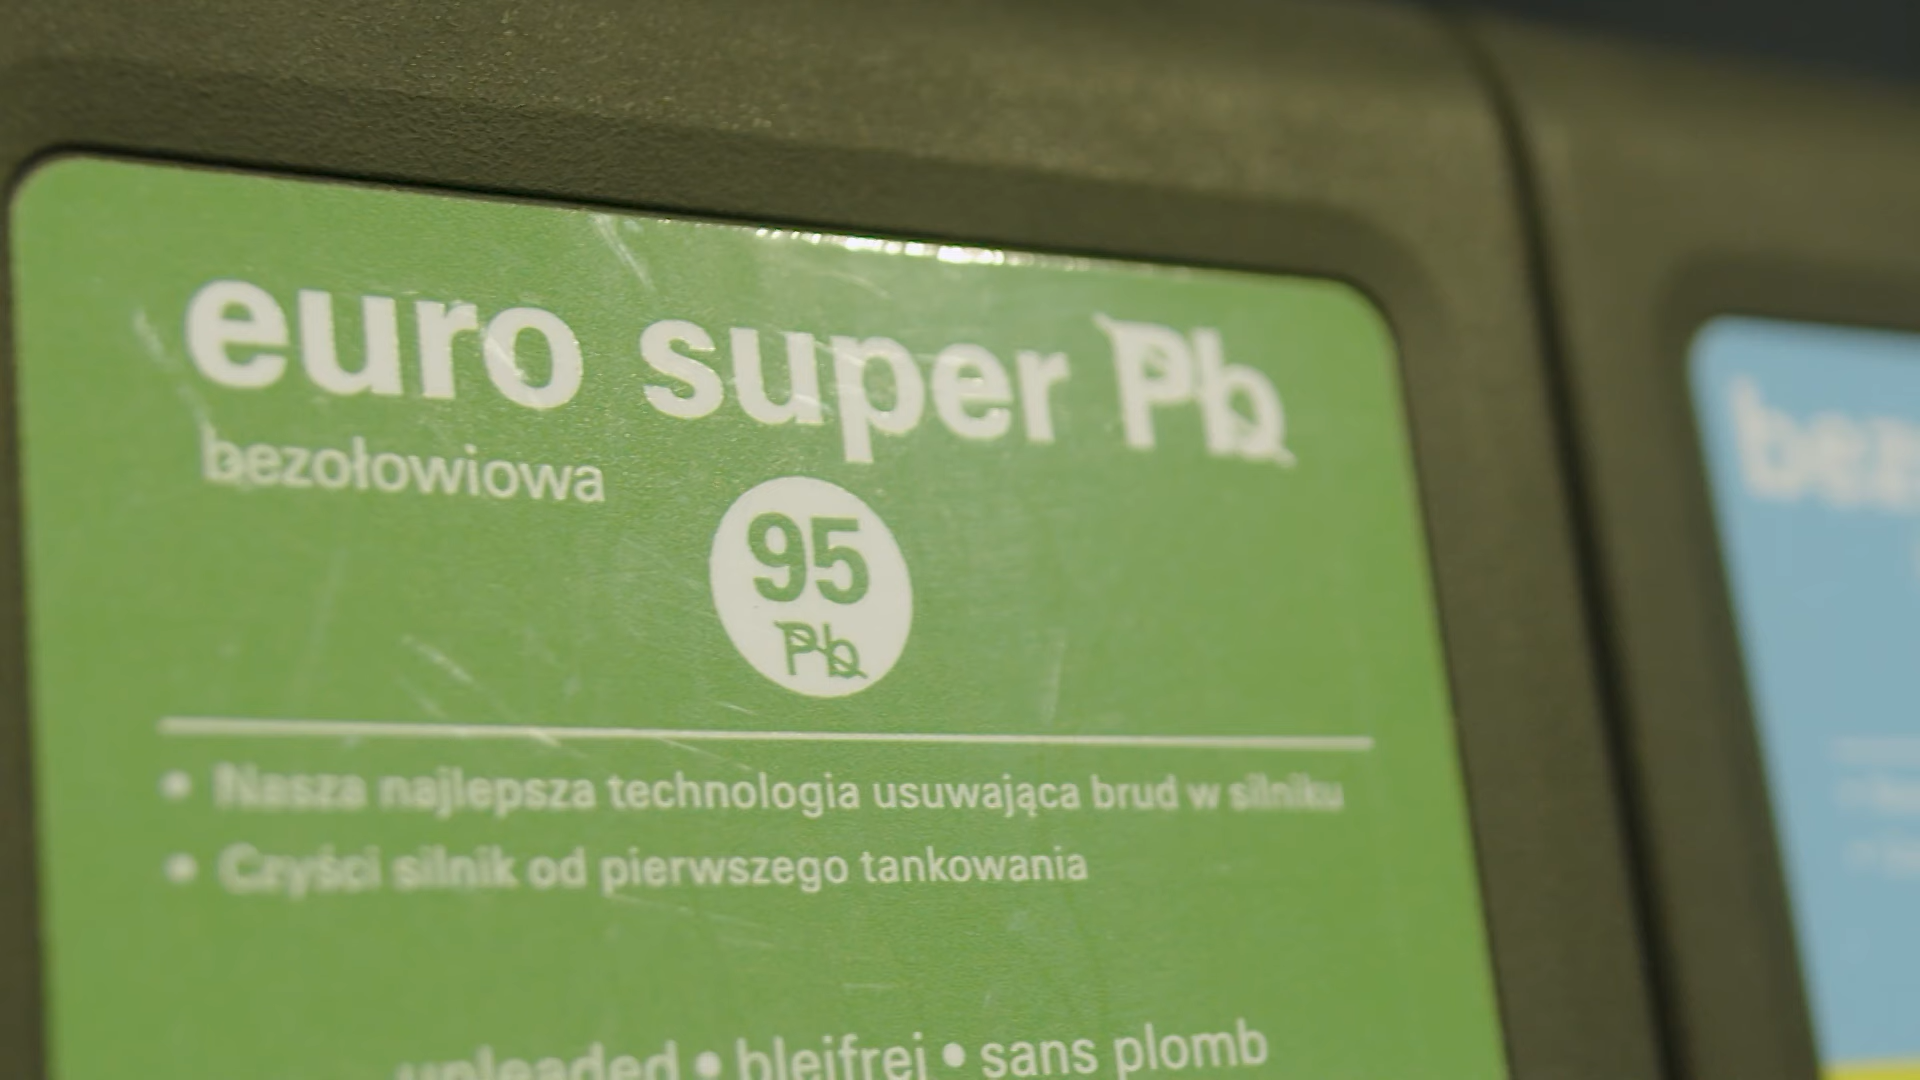 euro super Pb
bezołowiowa
95
Pb
• Nasza najlepsza technologia usuwająca brud w silniku
• Czyści silnik od pierwszego tankowania
unleaded • bleifrei • sans plomb